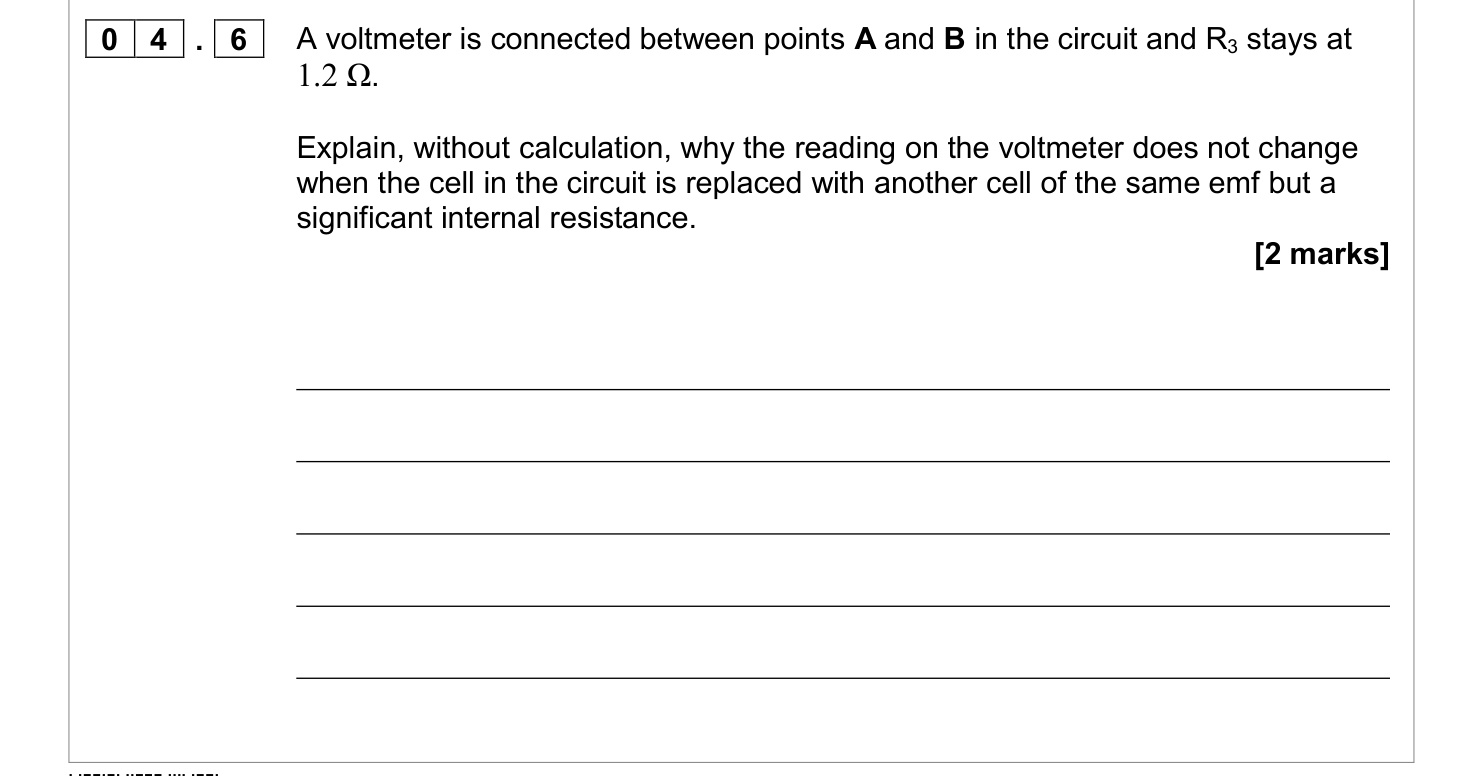 0 4 . 6 A voltmeter is connected between points A and B in the circuit and R₃ stays at
1.2 Ω.
Explain, without calculation, why the reading on the voltmeter does not change
when the cell in the circuit is replaced with another cell of the same emf but a
significant internal resistance.
[2 marks]